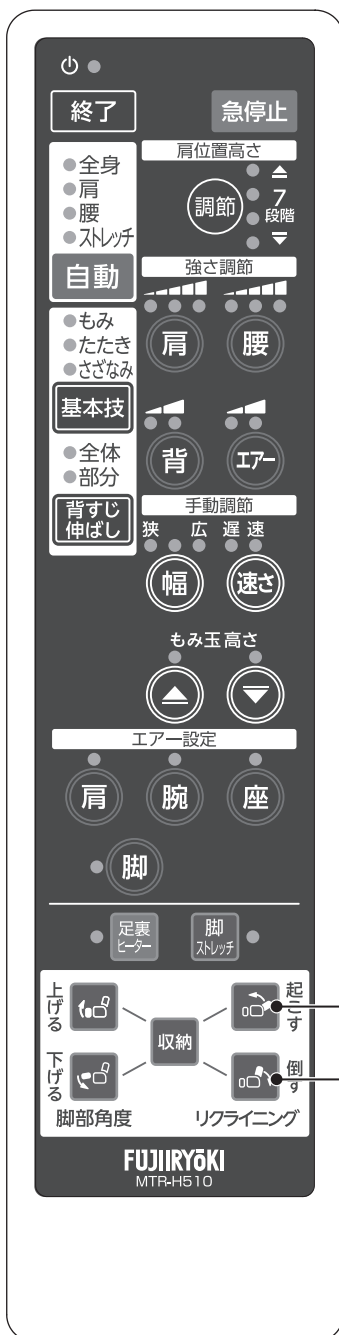 終了 急停止
肩位置高さ
全身
肩
腰
ストレッチ
自動
調節
7
段階
強さ調節
肩 腰
もみ
たたき
さざなみ
基本技
背 エアー
全体
部分
背すじ
伸ばし
手動調節
狭 広 遅 速
幅 速さ
もみ玉高さ
エアー設定
肩 腕 座
脚
足裏
ヒーター
脚
ストレッチ
上げる
起こす
収納
下げる
倒す
脚部角度 リクライニング
FUJIIRYōKI
MTR-H510